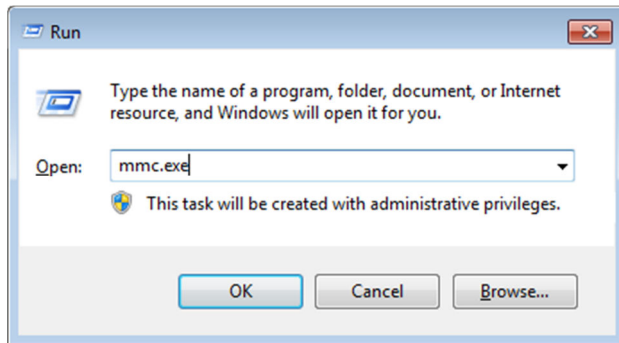 Run
Type the name of a program, folder, document, or Internet
resource, and Windows will open it for you.
Open: mmc.exe
This task will be created with administrative privileges.
OK Cancel Browse...